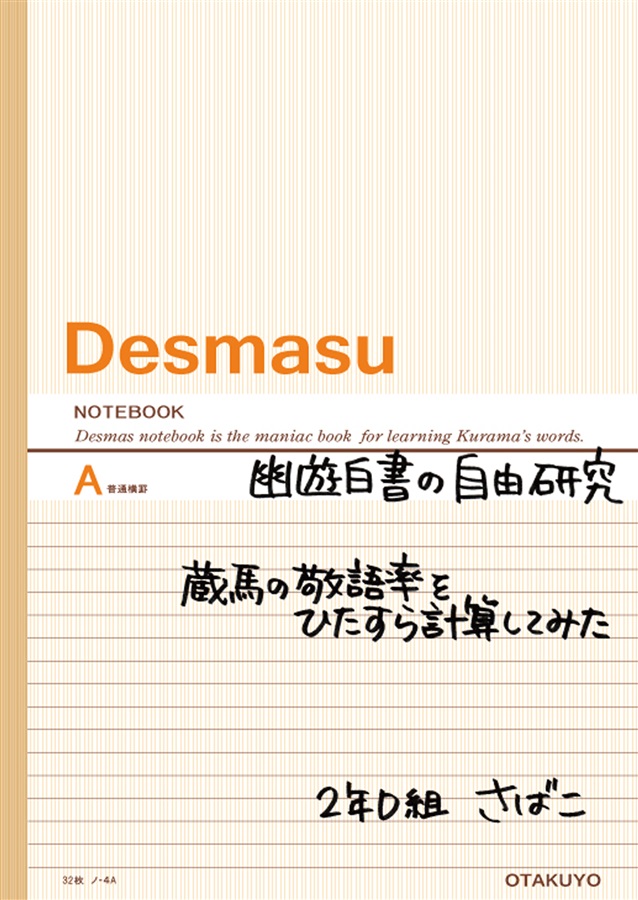 Desmasu
NOTEBOOK
Desmas notebook is the maniac book for learning Kurama's words.
A 普通横罫
幽遊白書の自由研究
蔵馬の敬語率を
ひたすら計算してみた
2年D組 さばこ
32枚 ノ-4A
OTAKUYO